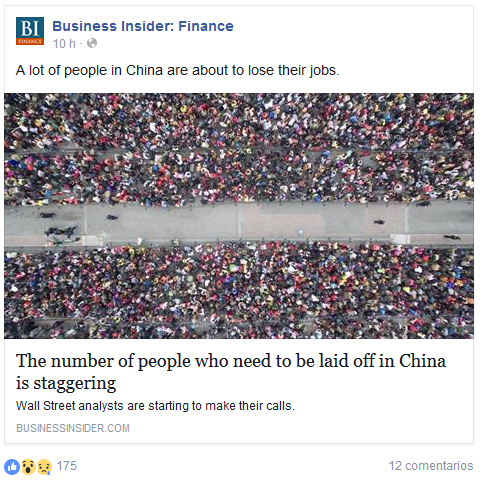 BI
FINANCE
Business Insider: Finance
10 h ·
A lot of people in China are about to lose their jobs.
The number of people who need to be laid off in China
is staggering
Wall Street analysts are starting to make their calls.
BUSINESSINSIDER.COM
175
12 comentarios